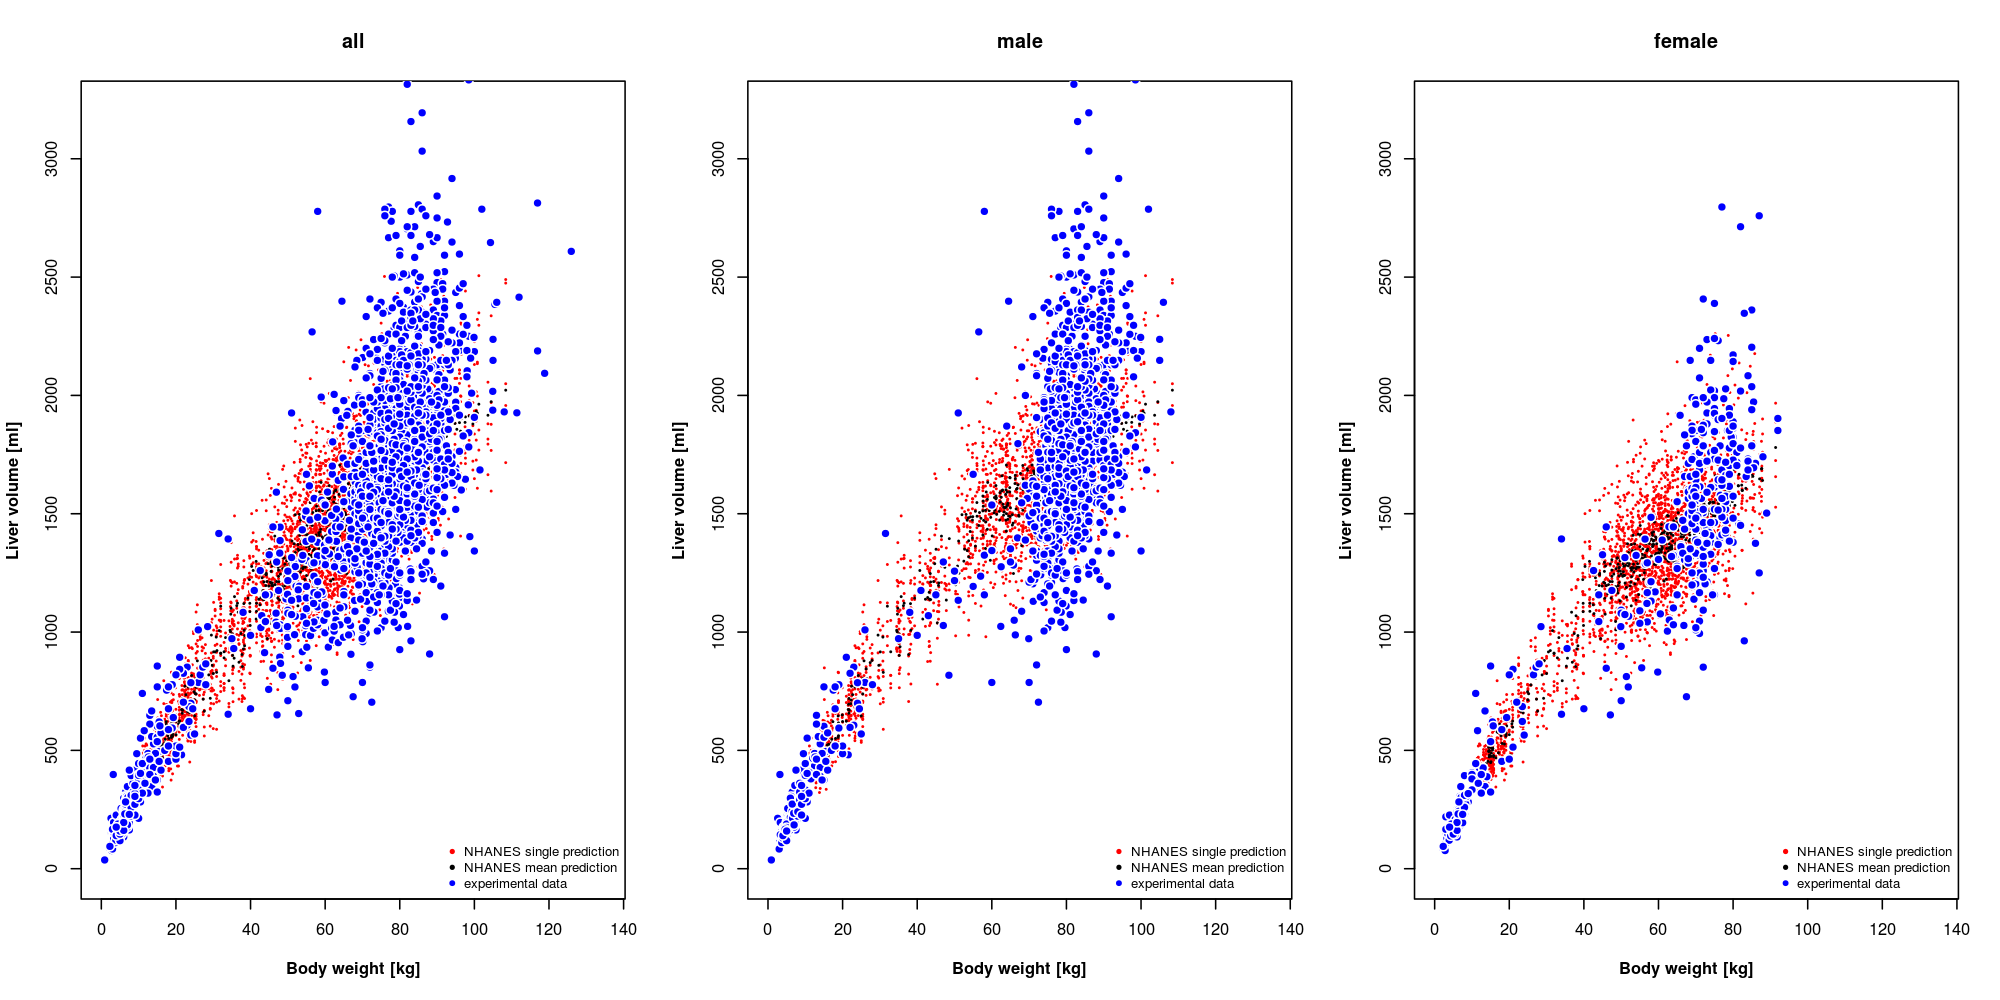 all
male
female
Liver volume [ml]
3000
2500
2000
1500
1000
500
0
NHANES single prediction
NHANES mean prediction
experimental data
0 20 40 60 80 100 120 140
Body weight [kg]
Liver volume [ml]
3000
2500
2000
1500
1000
500
0
NHANES single prediction
NHANES mean prediction
experimental data
0 20 40 60 80 100 120 140
Body weight [kg]
Liver volume [ml]
3000
2500
2000
1500
1000
500
0
NHANES single prediction
NHANES mean prediction
experimental data
0 20 40 60 80 100 120 140
Body weight [kg]